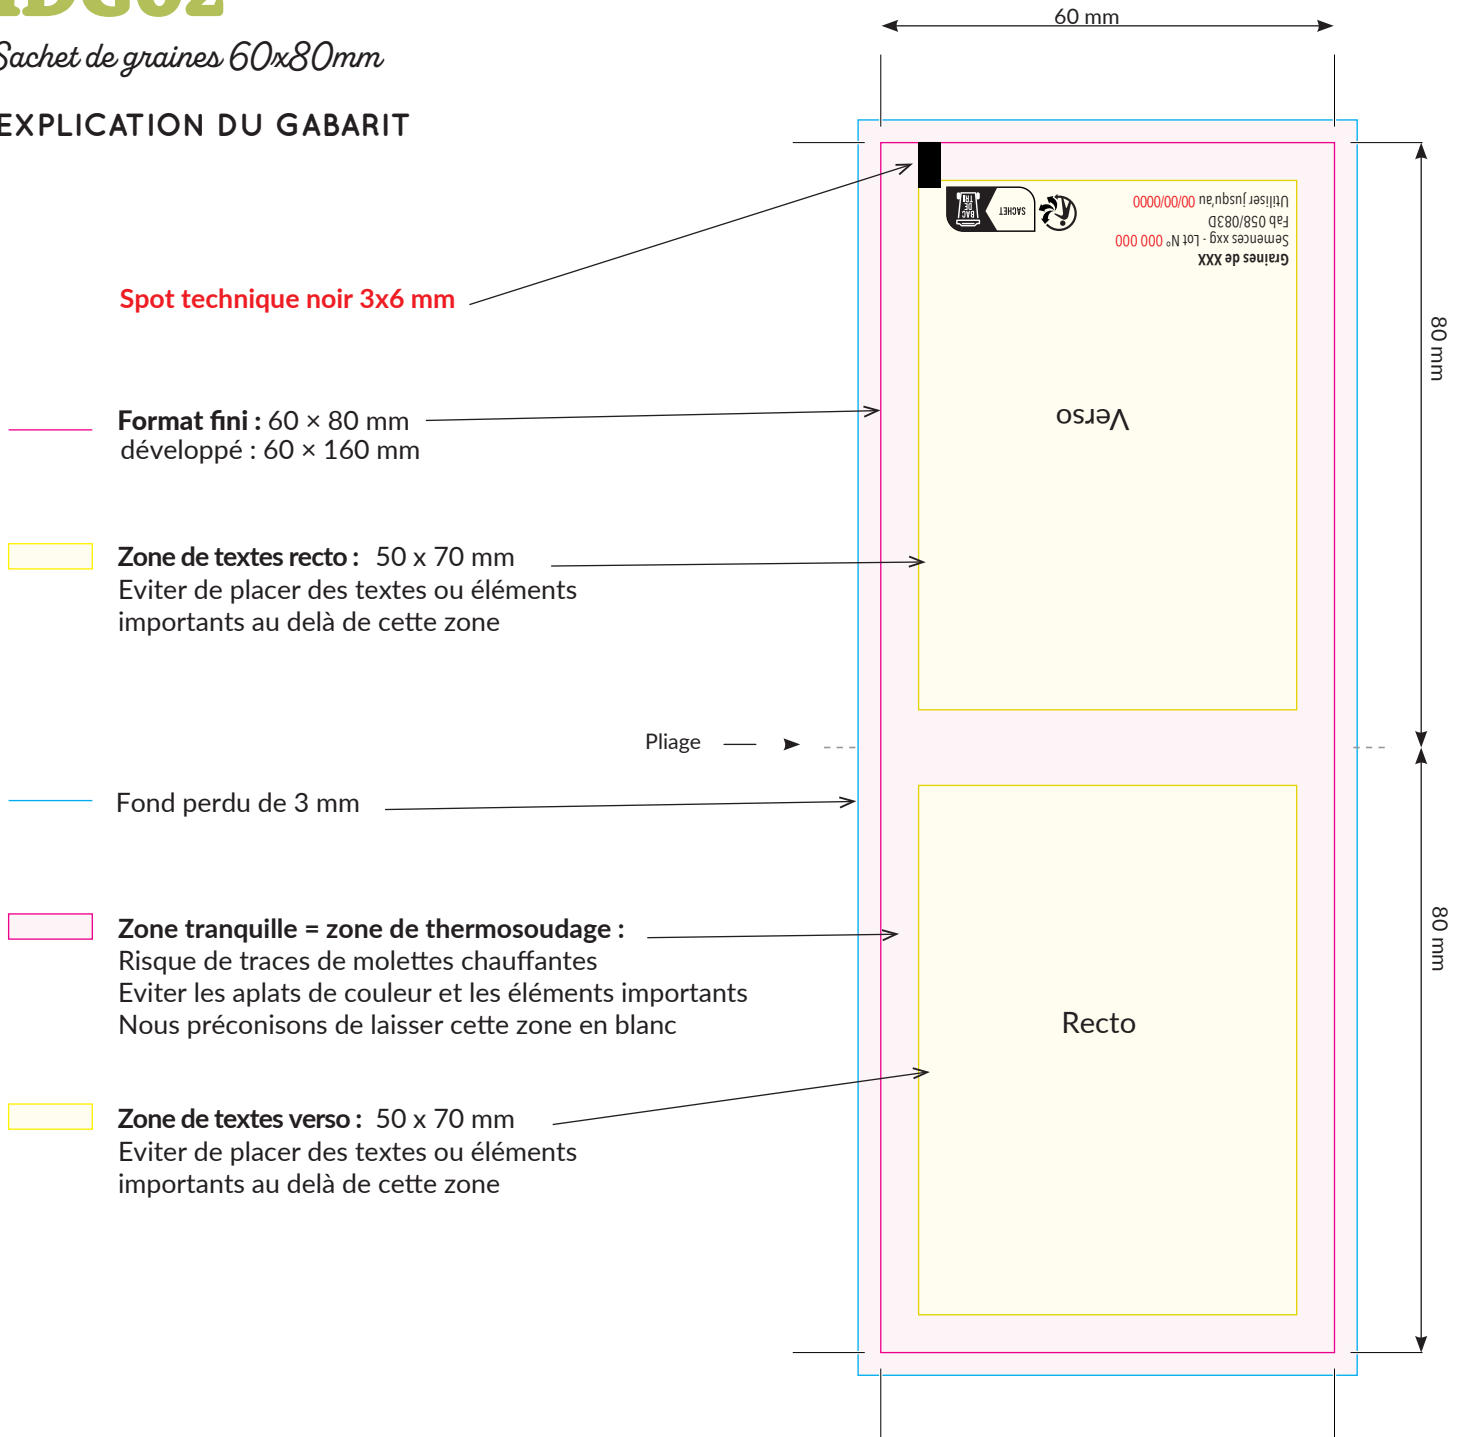 60 mm
Sachet de graines 60x80mm
EXPLICATION DU GABARIT
Utiliser jusqu'au 00/00/0000
Fab 058/083D
Semences xxg - Lot N° 000 000
Graines de XXX
SACHET
BAC
DE
TRI
Spot technique noir 3x6 mm
80 mm
Format fini : 60 × 80 mm
développé : 60 × 160 mm
Verso
Zone de textes recto : 50 x 70 mm
Eviter de placer des textes ou éléments
importants au delà de cette zone
Pliage
Fond perdu de 3 mm
80 mm
Zone tranquille = zone de thermosoudage :
Risque de traces de molettes chauffantes
Eviter les aplats de couleur et les éléments importants
Nous préconisons de laisser cette zone en blanc
Recto
Zone de textes verso : 50 x 70 mm
Eviter de placer des textes ou éléments
importants au delà de cette zone